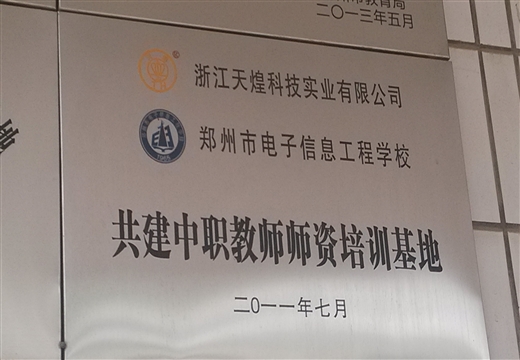 二〇一三年五月
浙江天煌科技实业有限公司
郑州市电子信息工程学校
共建中职教师师资培训基地
二〇一一年七月